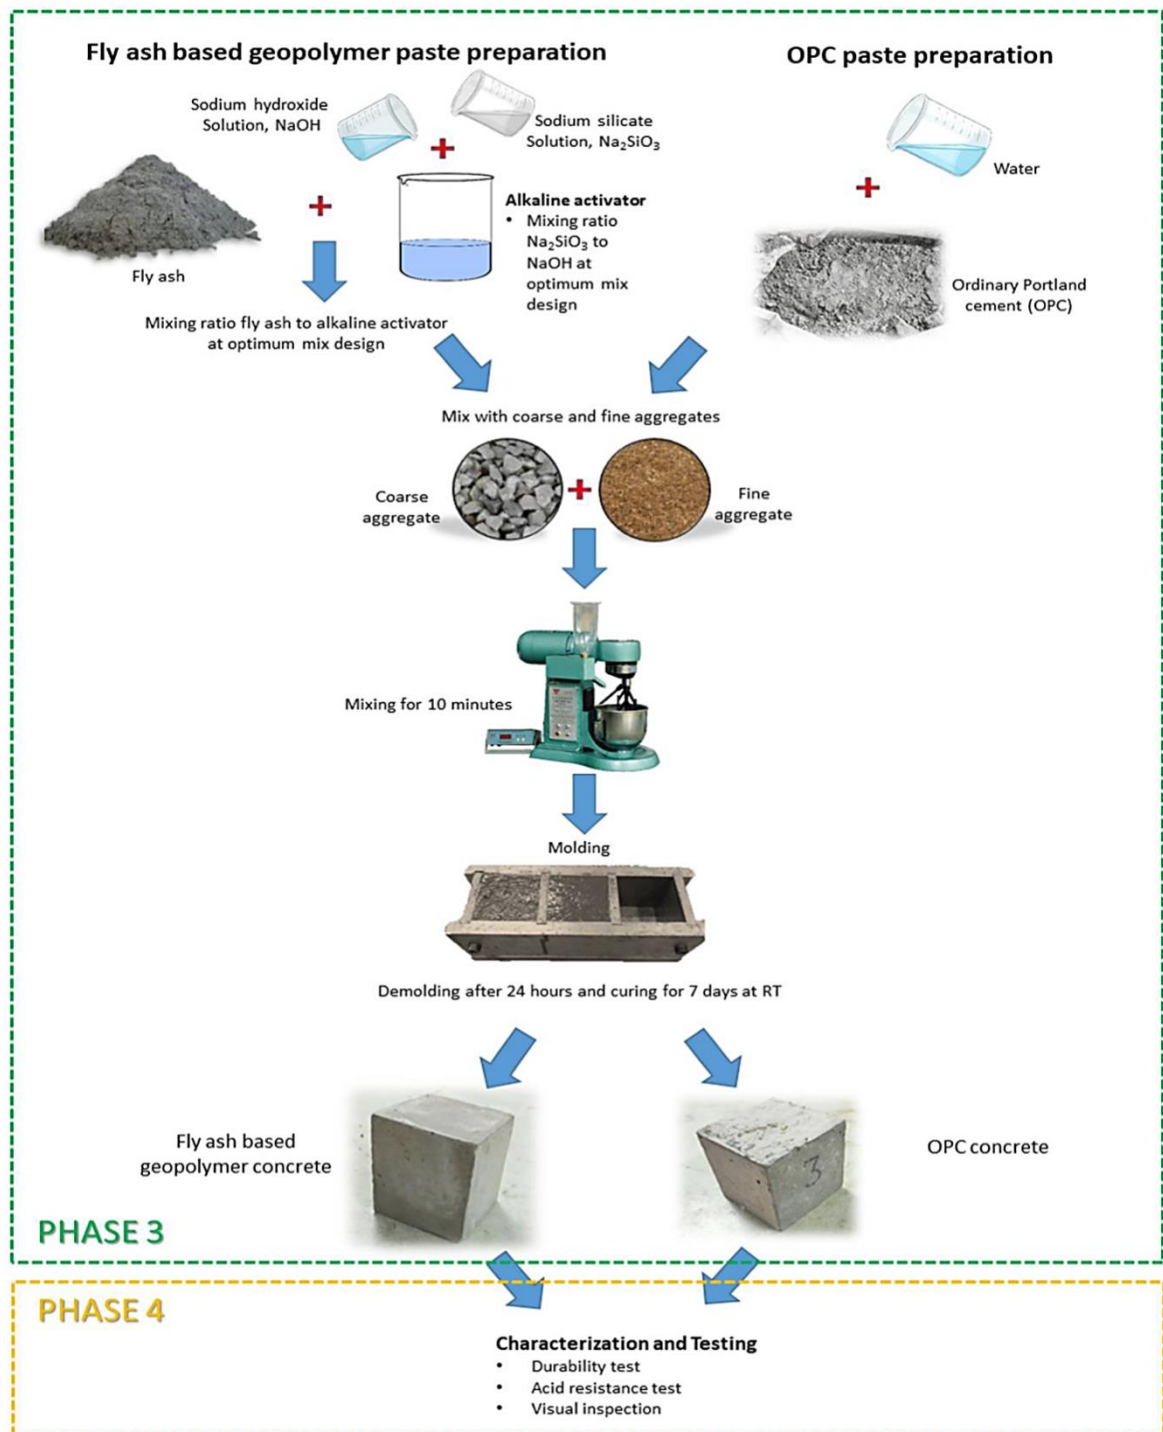 Fly ash based geopolymer paste preparation
OPC paste preparation
Sodium hydroxide
Solution, NaOH
Sodium silicate
Solution, Na₂SiO₃
Water
Fly ash
Alkaline activator
• Mixing ratio
Na₂SiO₃ to
NaOH at
optimum mix
design
Ordinary Portland
cement (OPC)
Mixing ratio fly ash to alkaline activator
at optimum mix design
Mix with coarse and fine aggregates
Coarse
aggregate
Fine
aggregate
Mixing for 10 minutes
Molding
Demolding after 24 hours and curing for 7 days at RT
Fly ash based
geopolymer concrete
3
OPC concrete
PHASE 3
PHASE 4
Characterization and Testing
• Durability test
• Acid resistance test
• Visual inspection